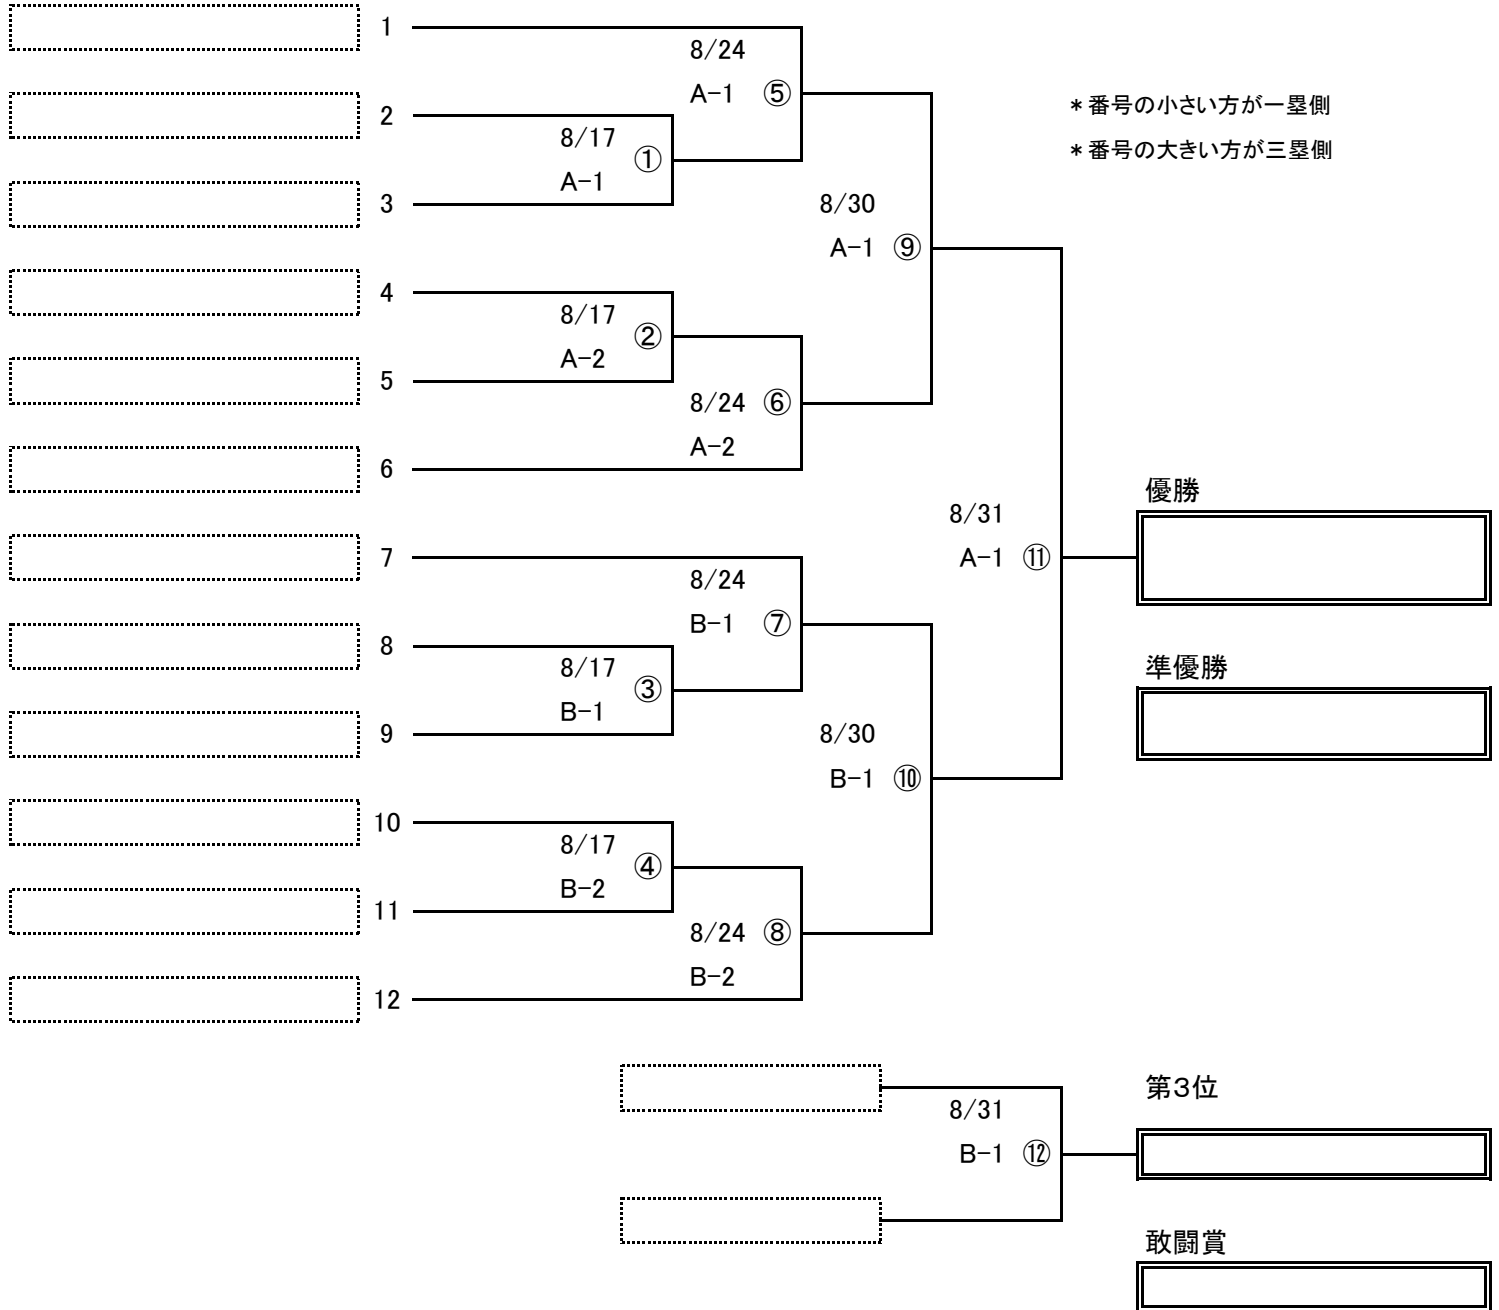 1
8/24
A-1 ⑤
＊番号の小さい方が一塁側
2
8/17
①
A-1
＊番号の大きい方が三塁側
3
8/30
A-1 ⑨
4
8/17
②
A-2
5
8/24 ⑥
A-2
6
優勝
8/31
A-1 ⑪
7
8/24
B-1 ⑦
8
8/17
③
B-1
準優勝
9
8/30
B-1 ⑩
10
8/17
④
B-2
11
8/24 ⑧
B-2
12
第3位
8/31
B-1 ⑫
敢闘賞